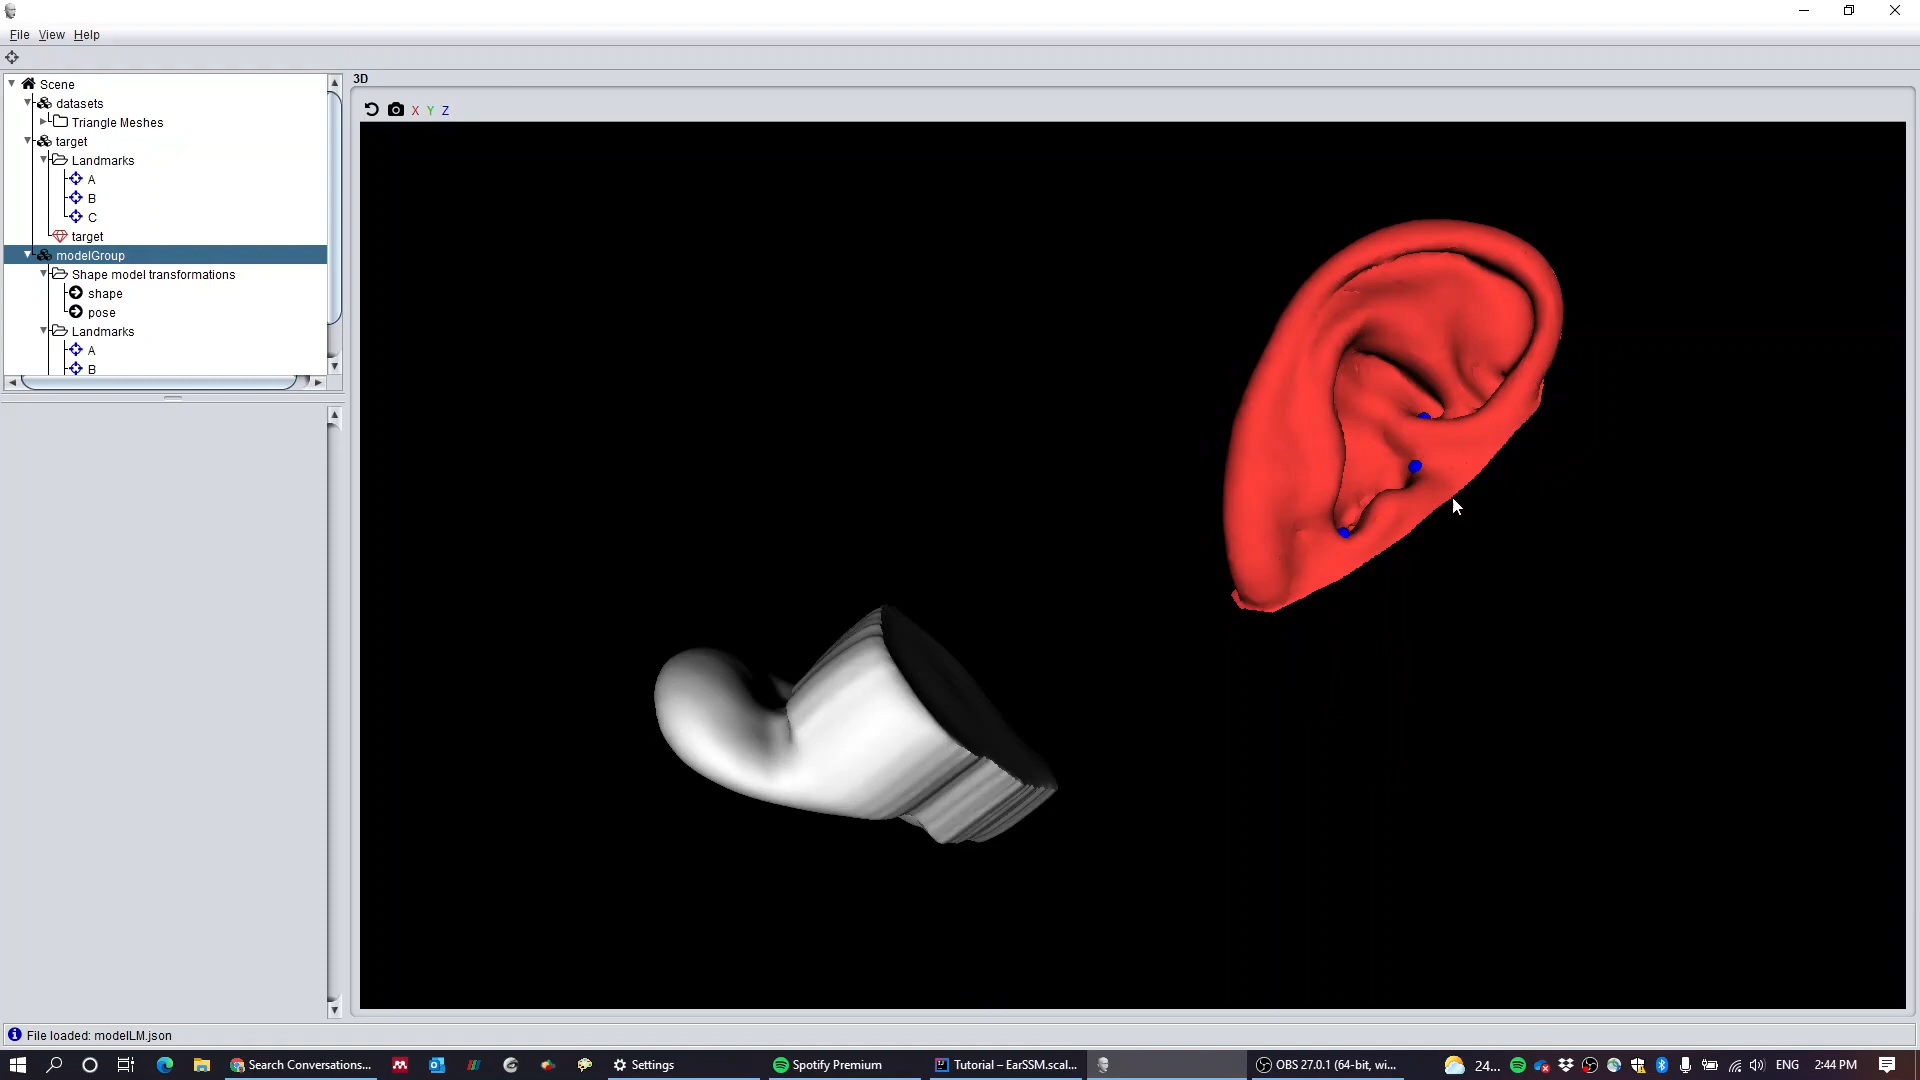 File View Help
3D
X Y Z
Scene
datasets
Triangle Meshes
target
Landmarks
A
B
C
target
modelGroup
Shape model transformations
shape
pose
Landmarks
A
B
File loaded: modelLM.json
Search Conversations...
Settings
Spotify Premium
Tutorial – EarSSM.scal...
OBS 27.0.1 (64-bit, wi...
24...
ENG
2:44 PM